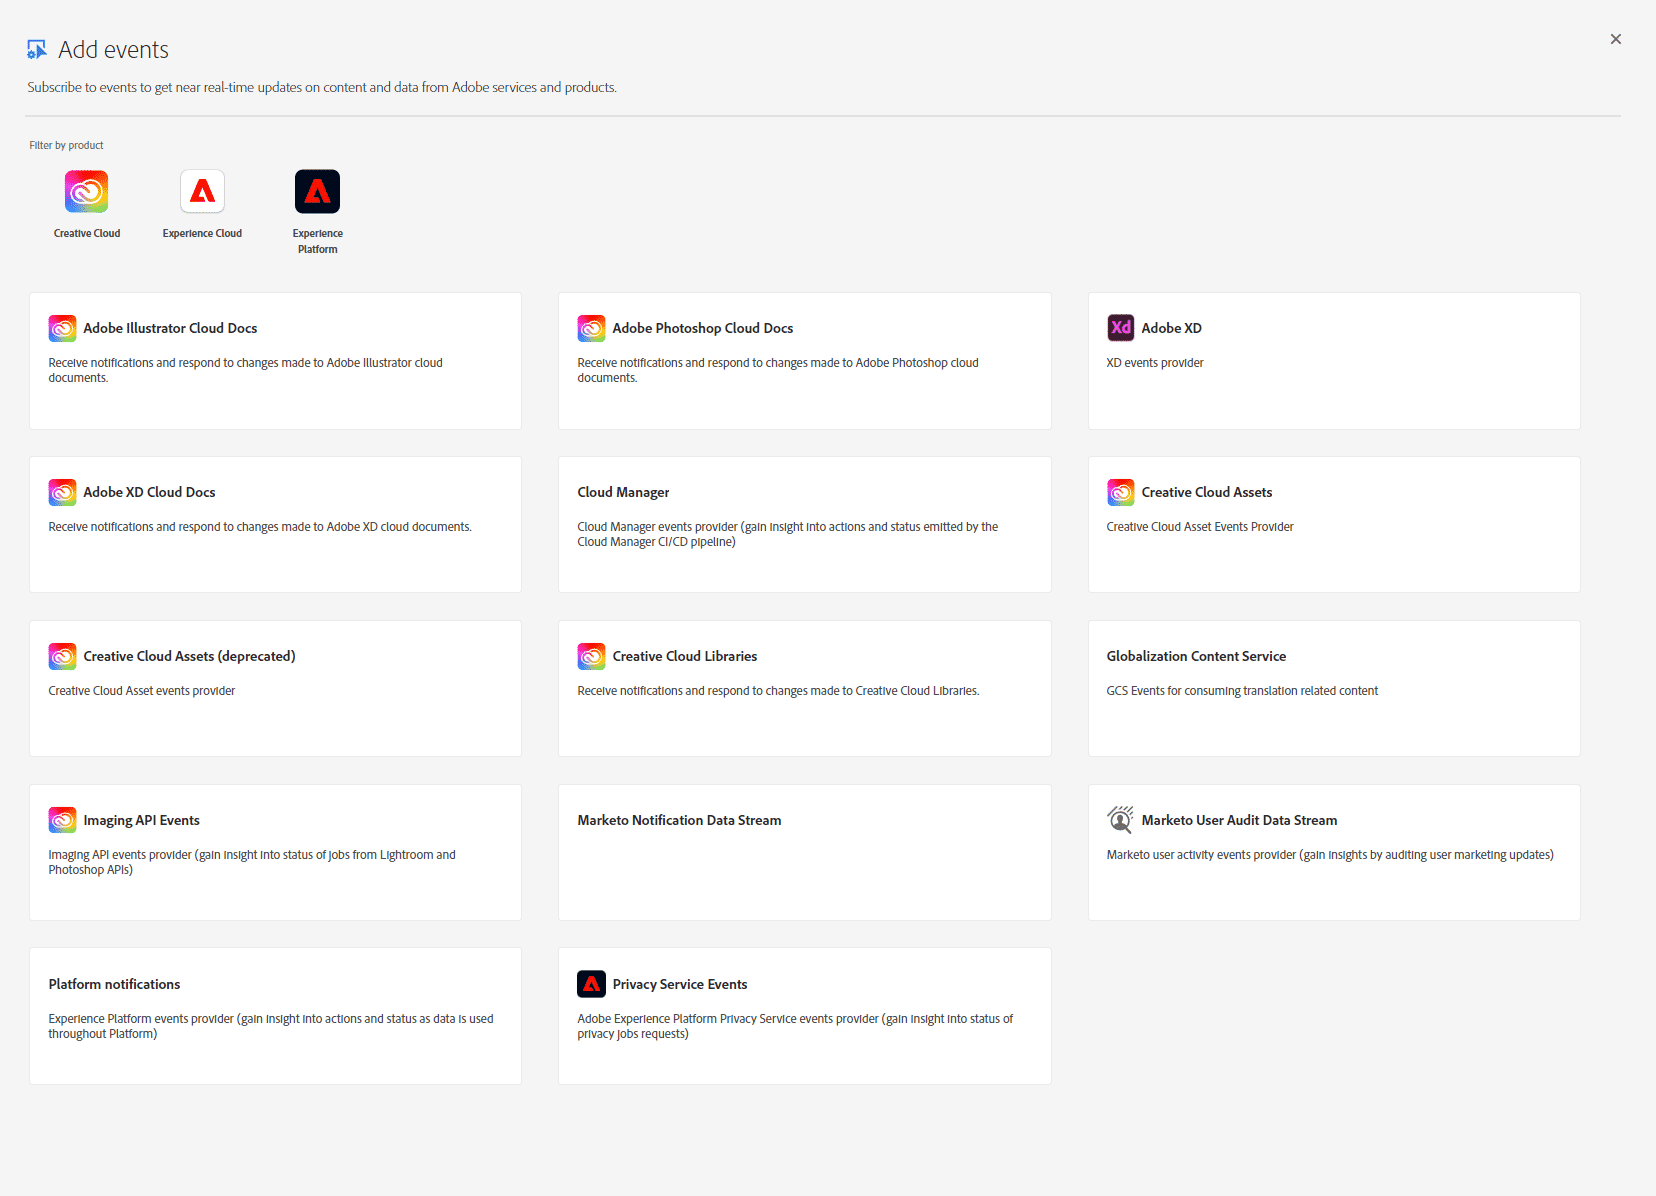 Add events
Subscribe to events to get near real-time updates on content and data from Adobe services and products.
Filter by product
Creative Cloud
Experience Cloud
Experience
Platform
Adobe Illustrator Cloud Docs
Receive notifications and respond to changes made to Adobe Illustrator cloud
documents.
Adobe Photoshop Cloud Docs
Receive notifications and respond to changes made to Adobe Photoshop cloud
documents.
Xd
Adobe XD
XD events provider
Adobe XD Cloud Docs
Receive notifications and respond to changes made to Adobe XD cloud documents.
Cloud Manager
Cloud Manager events provider (gain insight into actions and status emitted by the
Cloud Manager CI/CD pipeline)
Creative Cloud Assets
Creative Cloud Asset Events Provider
Creative Cloud Assets (deprecated)
Creative Cloud Asset events provider
Creative Cloud Libraries
Receive notifications and respond to changes made to Creative Cloud Libraries.
Globalization Content Service
GCS Events for consuming translation related content
Imaging API Events
Imaging API events provider (gain insight into status of jobs from Lightroom and
Photoshop APIs)
Marketo Notification Data Stream
Marketo User Audit Data Stream
Marketo user activity events provider (gain insights by auditing user marketing updates)
Platform notifications
Experience Platform events provider (gain insight into actions and status as data is used
throughout Platform)
Privacy Service Events
Adobe Experience Platform Privacy Service events provider (gain insight into status of
privacy jobs requests)